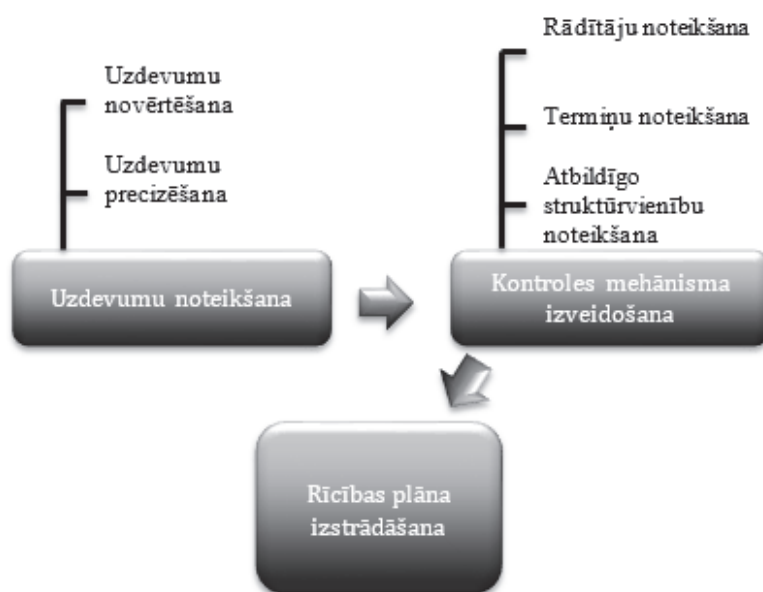 Uzdevumu
novērtēšana
Uzdevumu
precizēšana
Uzdevumu noteikšana
Rādītāju noteikšana
Termiņu noteikšana
Atbildīgo
struktūrvienību
noteikšana
Kontroles mehānisma
izveidošana
Rīcības plāna
izstrādāšana